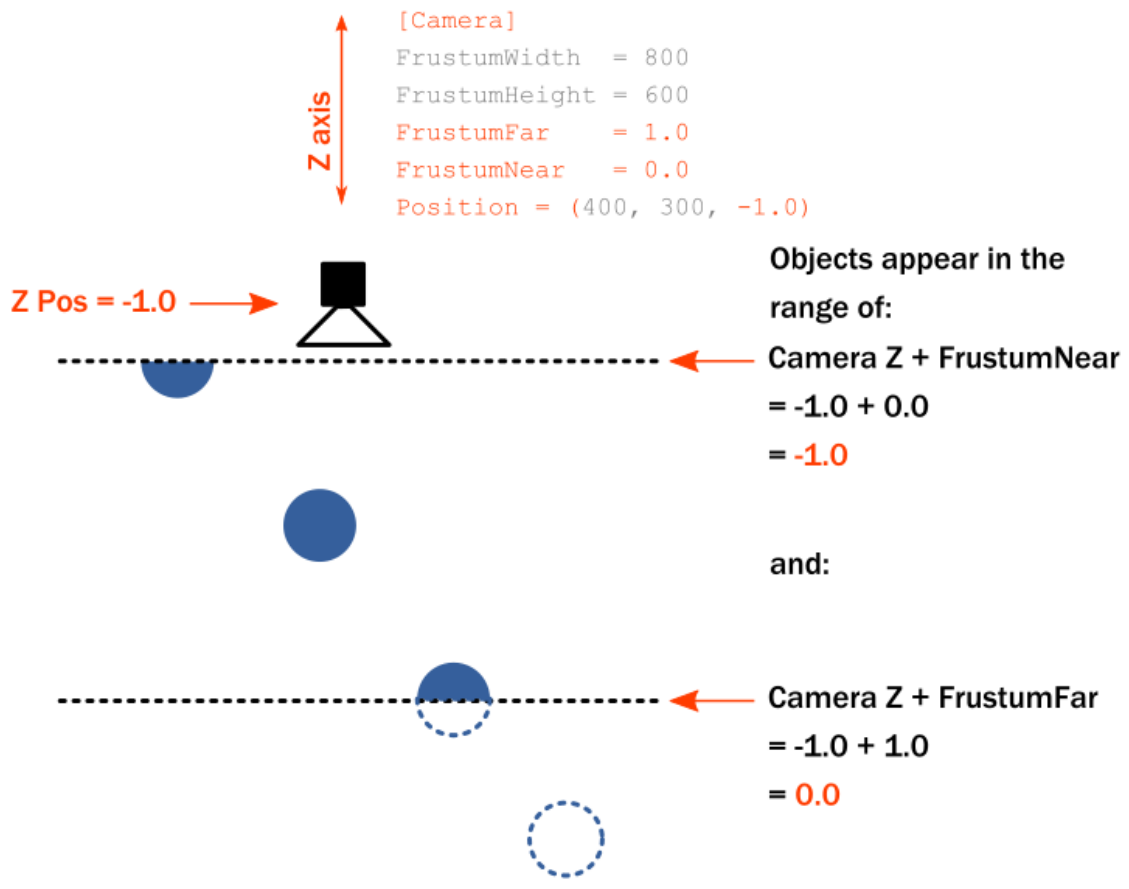 [Camera]
FrustumWidth  = 800
FrustumHeight = 600
FrustumFar    = 1.0
FrustumNear   = 0.0
Position = (400, 300, -1.0)
Z axis
Z Pos = -1.0
Objects appear in the
range of:
Camera Z + FrustumNear
= -1.0 + 0.0
= -1.0
and:
Camera Z + FrustumFar
= -1.0 + 1.0
= 0.0